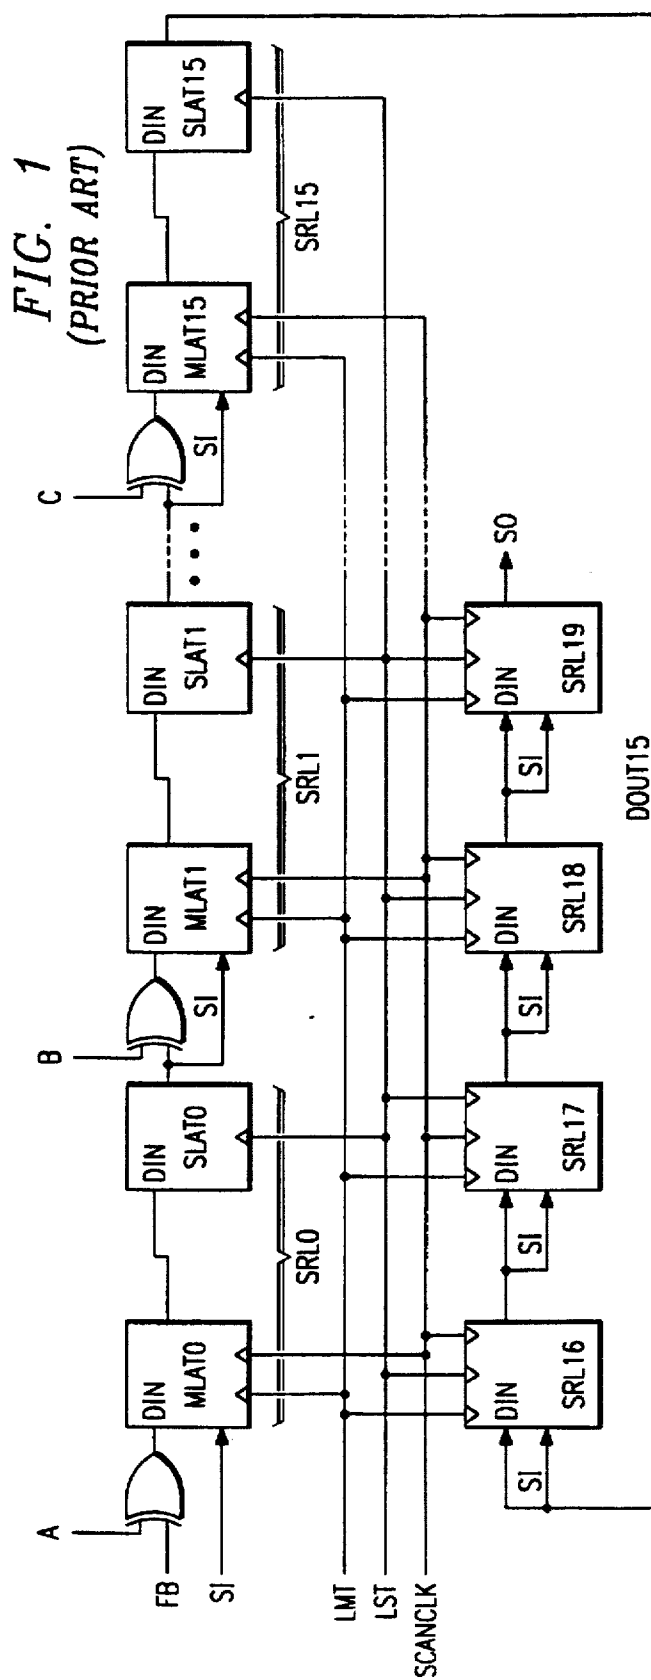 FIG. 1
(PRIOR ART)
A
B
C
FB
SI
DIN
MLAT0
DIN
SLAT0
SI
DIN
MLAT1
DIN
SLAT1
SI
DIN
MLAT15
DIN
SLAT15
SRL0
SRL1
SRL15
LMT
LST
SCANCLK
SI
DIN
SRL16
SI
DIN
SRL17
SI
DIN
SRL18
SI
DIN
SRL19
SO
DOUT15